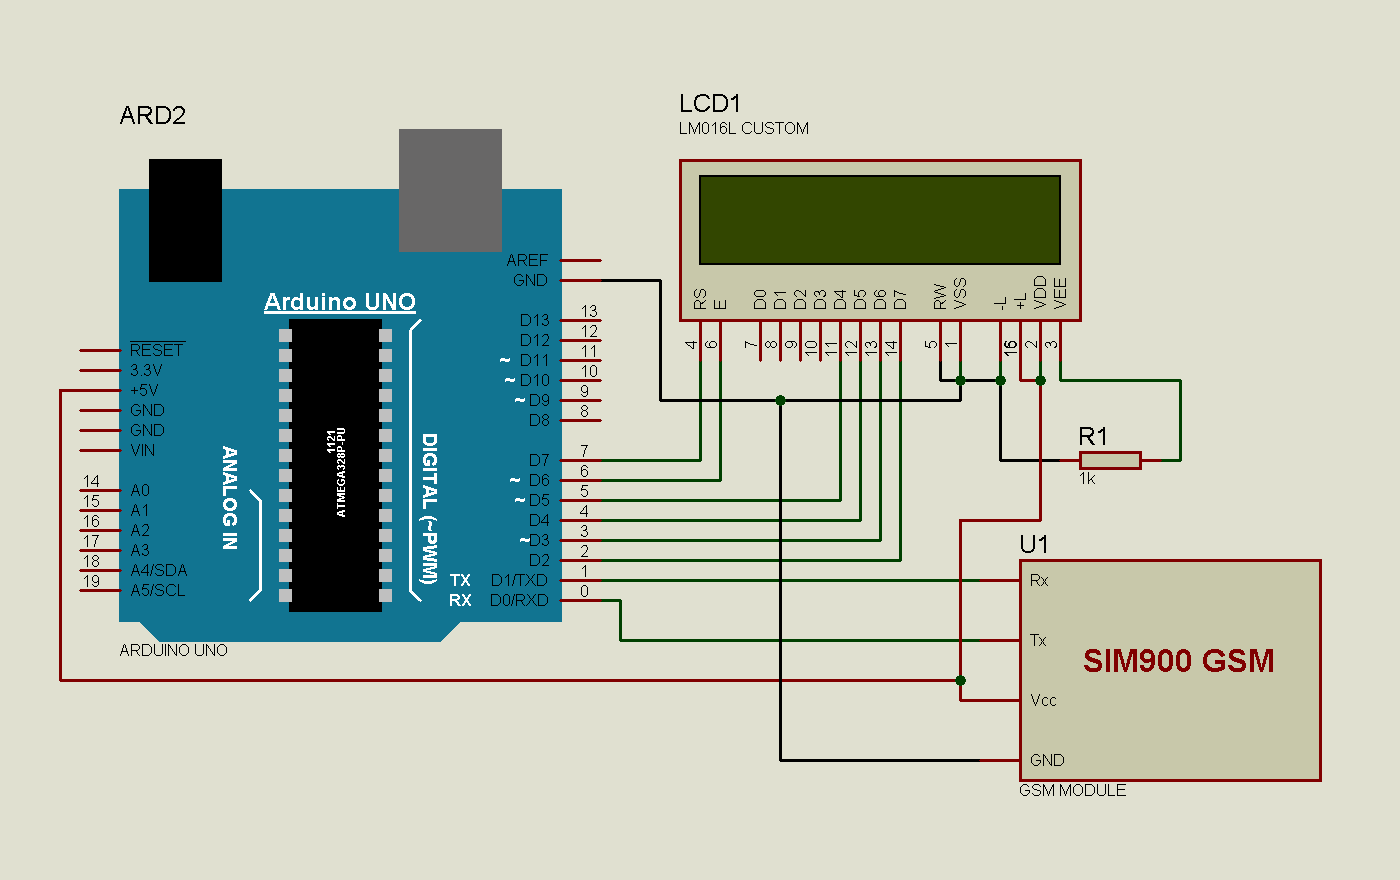 ARD2
Arduino UNO
1121
ATMEGA328P-PU
ANALOG IN
DIGITAL (~PWM)
TX
RX
RESET
3.3V
+5V
GND
GND
VIN
14 A0
15 A1
16 A2
17 A3
18 A4/SDA
19 A5/SCL
AREF
GND
D13 13
D12 12
~ D11 11
~ D10 10
~ D9 9
D8 8
D7 7
~ D6 6
~ D5 5
D4 4
~ D3 3
D2 2
D1/TXD 1
D0/RXD 0
ARDUINO UNO
LCD1
LM016L CUSTOM
RS E D0 D1 D2 D3 D4 D5 D6 D7 RW VSS -L +L VDD VEE
4 6 7 8 9 10 11 12 13 14 5 1 16 2 3
R1
1k
U1
Rx
Tx
SIM900 GSM
Vcc
GND
GSM MODULE